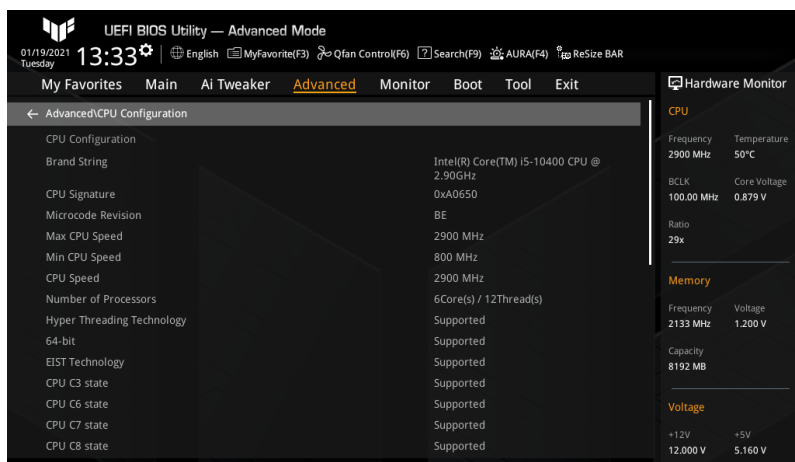 UEFI BIOS Utility — Advanced Mode
01/19/2021 Tuesday 13:33 English MyFavorite(F3) Qfan Control(F6) ? Search(F9) AURA(F4) ReSize BAR
My Favorites Main Ai Tweaker Advanced Monitor Boot Tool Exit
← Advanced\CPU Configuration
CPU Configuration
Brand String Intel(R) Core(TM) i5-10400 CPU @
2.90GHz
CPU Signature 0xA0650
Microcode Revision BE
Max CPU Speed 2900 MHz
Min CPU Speed 800 MHz
CPU Speed 2900 MHz
Number of Processors 6Core(s) / 12Thread(s)
Hyper Threading Technology Supported
64-bit Supported
EIST Technology Supported
CPU C3 state Supported
CPU C6 state Supported
CPU C7 state Supported
CPU C8 state Supported
Hardware Monitor
CPU
Frequency Temperature
2900 MHz 50°C
BCLK Core Voltage
100.00 MHz 0.879 V
Ratio
29x
Memory
Frequency Voltage
2133 MHz 1.200 V
Capacity
8192 MB
Voltage
+12V +5V
12.000 V 5.160 V